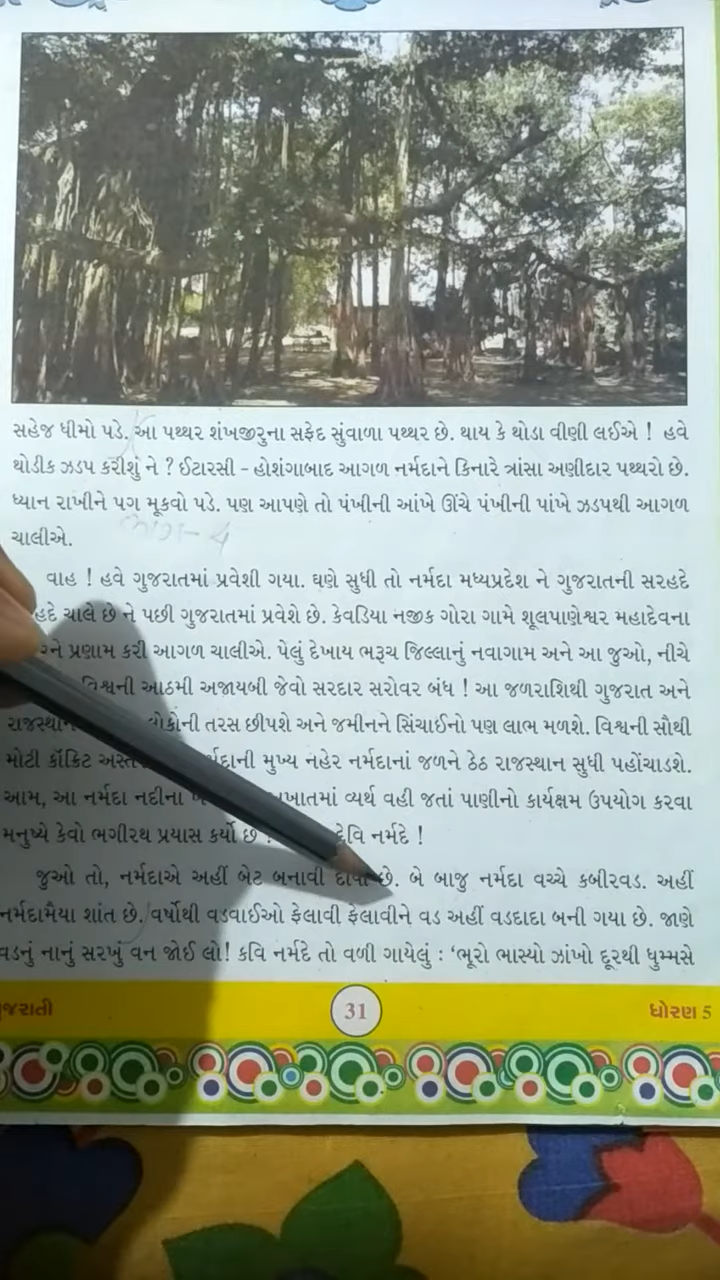 સહેજ ધીમો પડે. આ પથ્થર શંખજીરુના સફેદ સુંવાળા પથ્થર છે. થાય કે થોડા વીણી લઈએ ! હવે
થોડીક ઝડપ કરીશું ને ? ઈટારસી – હોશંગાબાદ આગળ નર્મદાને કિનારે ત્રાંસા અણીદાર પથ્થરો છે.
ધ્યાન રાખીને પગ મૂકવો પડે. પણ આપણે તો પંખીની આંખે ઊંચે પંખીની પાંખે ઝડપથી આગળ
ચાલીએ.
વાહ ! હવે ગુજરાતમાં પ્રવેશી ગયા. ઘણે સુધી તો નર્મદા મધ્યપ્રદેશ ને ગુજરાતની સરહદે
હદે ચાલે છે ને પછી ગુજરાતમાં પ્રવેશે છે. કેવડિયા નજીક ગોરા ગામે શૂલપાણેશ્વર મહાદેવના
ને પ્રણામ કરી આગળ ચાલીએ. પેલું દેખાય ભરૂચ જિલ્લાનું નવાગામ અને આ જુઓ, નીચે
વિશ્વની આઠમી અજાયબી જેવો સરદાર સરોવર બંધ ! આ જળરાશિથી ગુજરાત અને
રાજસ્થાન લોકોની તરસ છીપશે અને જમીનને સિંચાઈનો પણ લાભ મળશે. વિશ્વની સૌથી
મોટી કૉંક્રિટ મુખ્ય નહેર નર્મદાનાં જળને ઠેઠ રાજસ્થાન સુધી પહોંચાડશે.
આમ, આ નર્મદા નદીના વ્યર્થ વહી જતાં પાણીનો કાર્યક્ષમ ઉપયોગ કરવા
મનુષ્યે કેવો ભગીરથ પ્રયાસ કર્યો છે દેવિ નર્મદે !
જુઓ તો, નર્મદાએ અહીં બેટ બનાવી દીધો છે. બે બાજુ નર્મદા વચ્ચે કબીરવડ. અહીં
નર્મદામૈયા શાંત છે. વર્ષોથી વડવાઈઓ ફેલાવી ફેલાવીને વડ અહીં વડદાદા બની ગયા છે. જાણે
વડનું નાનું સરખું વન જોઈ લો! કવિ નર્મદે તો વળી ગાયેલું : ‘ભૂરો ભાસ્યો ઝાંખો દૂરથી ધુમ્મસે
જરાતી
31
ધોરણ 5